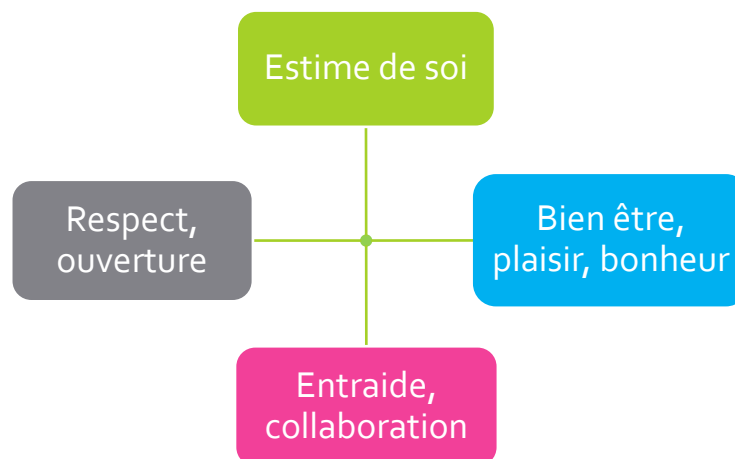 Estime de soi
Respect,
ouverture
Bien être,
plaisir, bonheur
Entraide,
collaboration